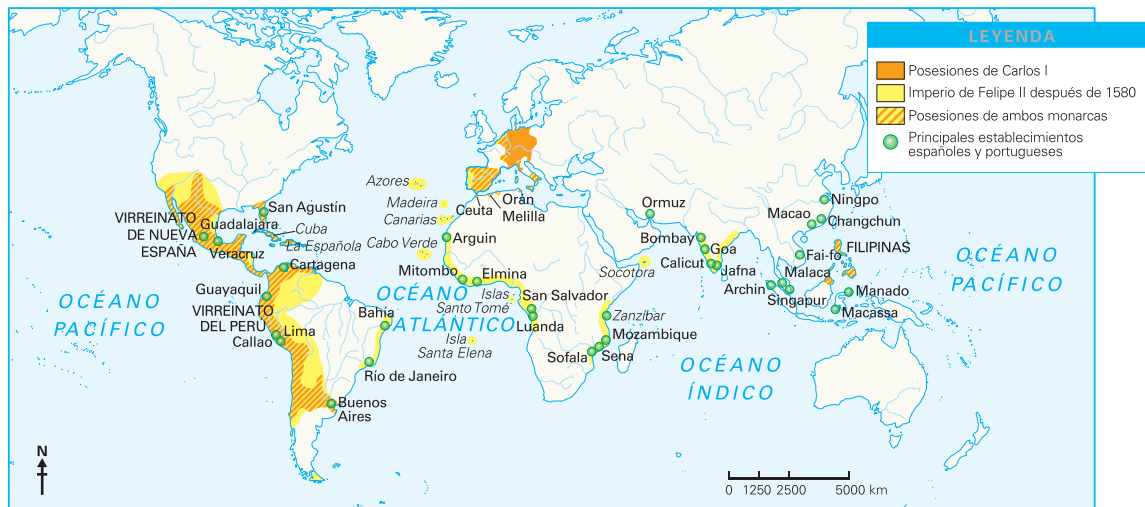 LEYENDA
Posesiones de Carlos I
Imperio de Felipe II después de 1580
Posesiones de ambos monarcas
Principales establecimientos
españoles y portugueses
Azores
Madeira
Canarias
Cabo Verde
Ceuta
Orán
Melilla
San Agustín
Cuba
La Española
VIRREINATO
DE NUEVA
ESPAÑA
Guadalajara
Veracruz
Cartagena
Guayaquil
VIRREINATO
DEL PERÚ
Lima
Callao
Bahía
Río de Janeiro
Buenos
Aires
OCÉANO
PACÍFICO
OCÉANO
ATLÁNTICO
Arguin
Mitombo
Elmina
Islas
Santo Tomé
San Salvador
Luanda
Isla
Santa Elena
Socotora
Zanzíbar
Mozambique
Sofala
Sena
Ormuz
Bombay
Goa
Calicut
Jafna
Ningpo
Macao
Changchun
Fai-fo
FILIPINAS
Malaca
Archin
Singapur
Manado
Macassa
OCÉANO
PACÍFICO
OCÉANO
ÍNDICO
N
0 1250 2500 5000 km